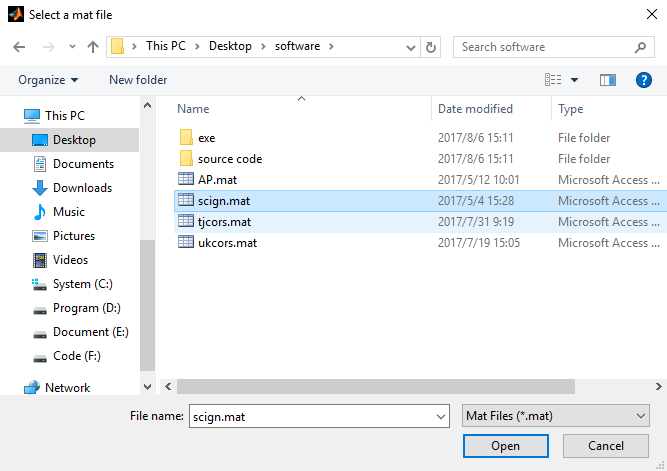 Select a mat file
This PC > Desktop > software >
Search software
Organize
New folder
Name Date modified Type
This PC
Desktop
Documents
Downloads
Music
Pictures
Videos
System (C:)
Program (D:)
Document (E:)
Code (F:)
Network
exe 2017/8/6 15:11 File folder
source code 2017/8/6 15:11 File folder
AP.mat 2017/5/12 10:01 Microsoft Access ...
scign.mat 2017/5/4 15:28 Microsoft Access ...
tjcors.mat 2017/7/31 9:19 Microsoft Access ...
ukcors.mat 2017/7/19 15:05 Microsoft Access ...
File name: scign.mat Mat Files (*.mat)
Open Cancel